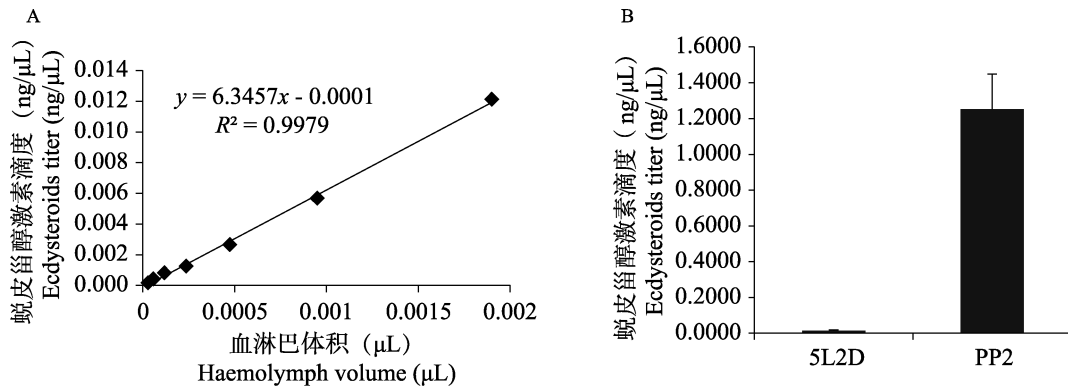 A
蜕皮甾醇激素滴度（ng/μL）
Ecdysteroids titer (ng/μL)
0.014
0.012
0.010
0.008
0.006
0.004
0.002
0.000
y = 6.3457x - 0.0001
R² = 0.9979
0 0.0005 0.001 0.0015 0.002
血淋巴体积（μL）
Haemolymph volume (μL)
B
蜕皮甾醇激素滴度（ng/μL）
Ecdysteroids titer (ng/μL)
1.6000
1.4000
1.2000
1.0000
0.8000
0.6000
0.4000
0.2000
0.0000
5L2D PP2